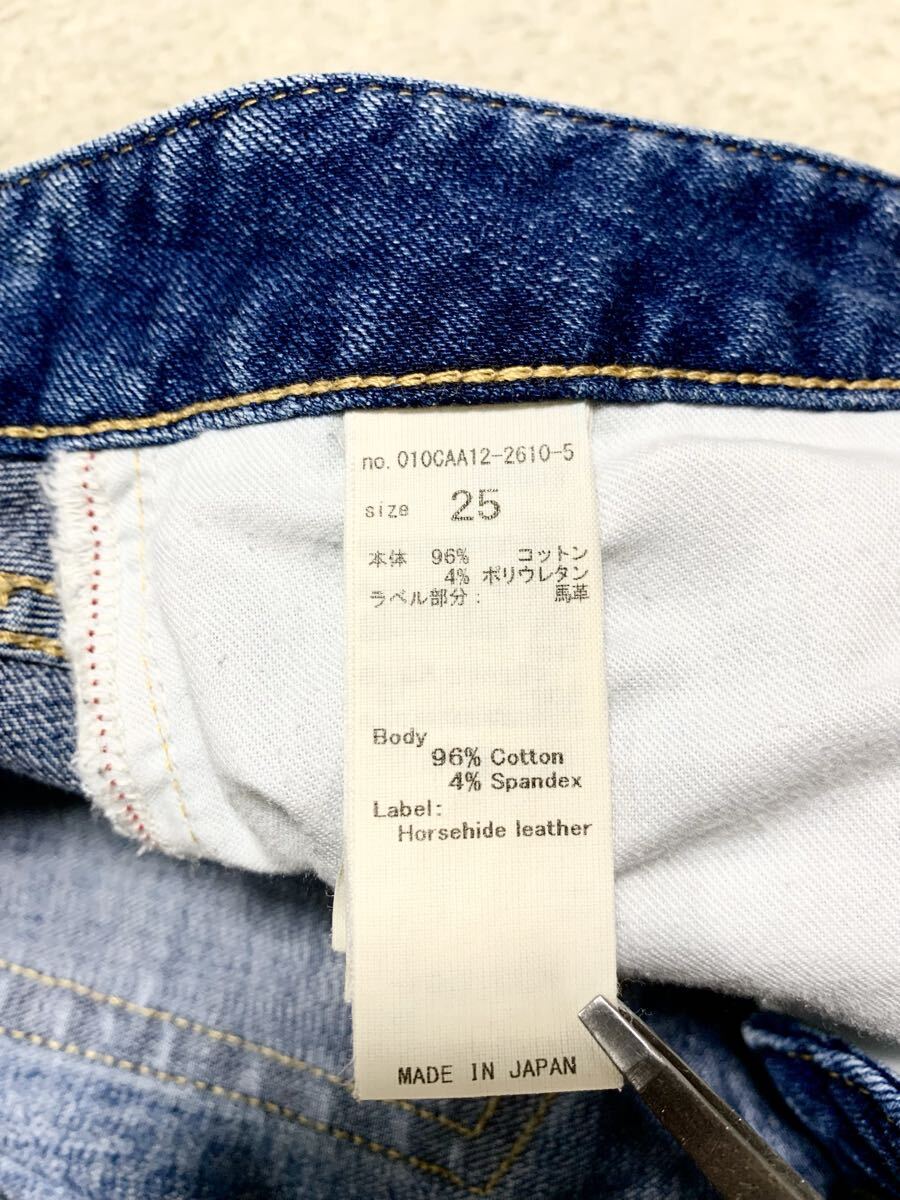 no. 010CAA12-2610-5
size 25
本体 96% コットン
4% ポリウレタン
ラベル部分: 馬革
Body
96% Cotton
4% Spandex
Label:
Horsehide leather
MADE IN JAPAN